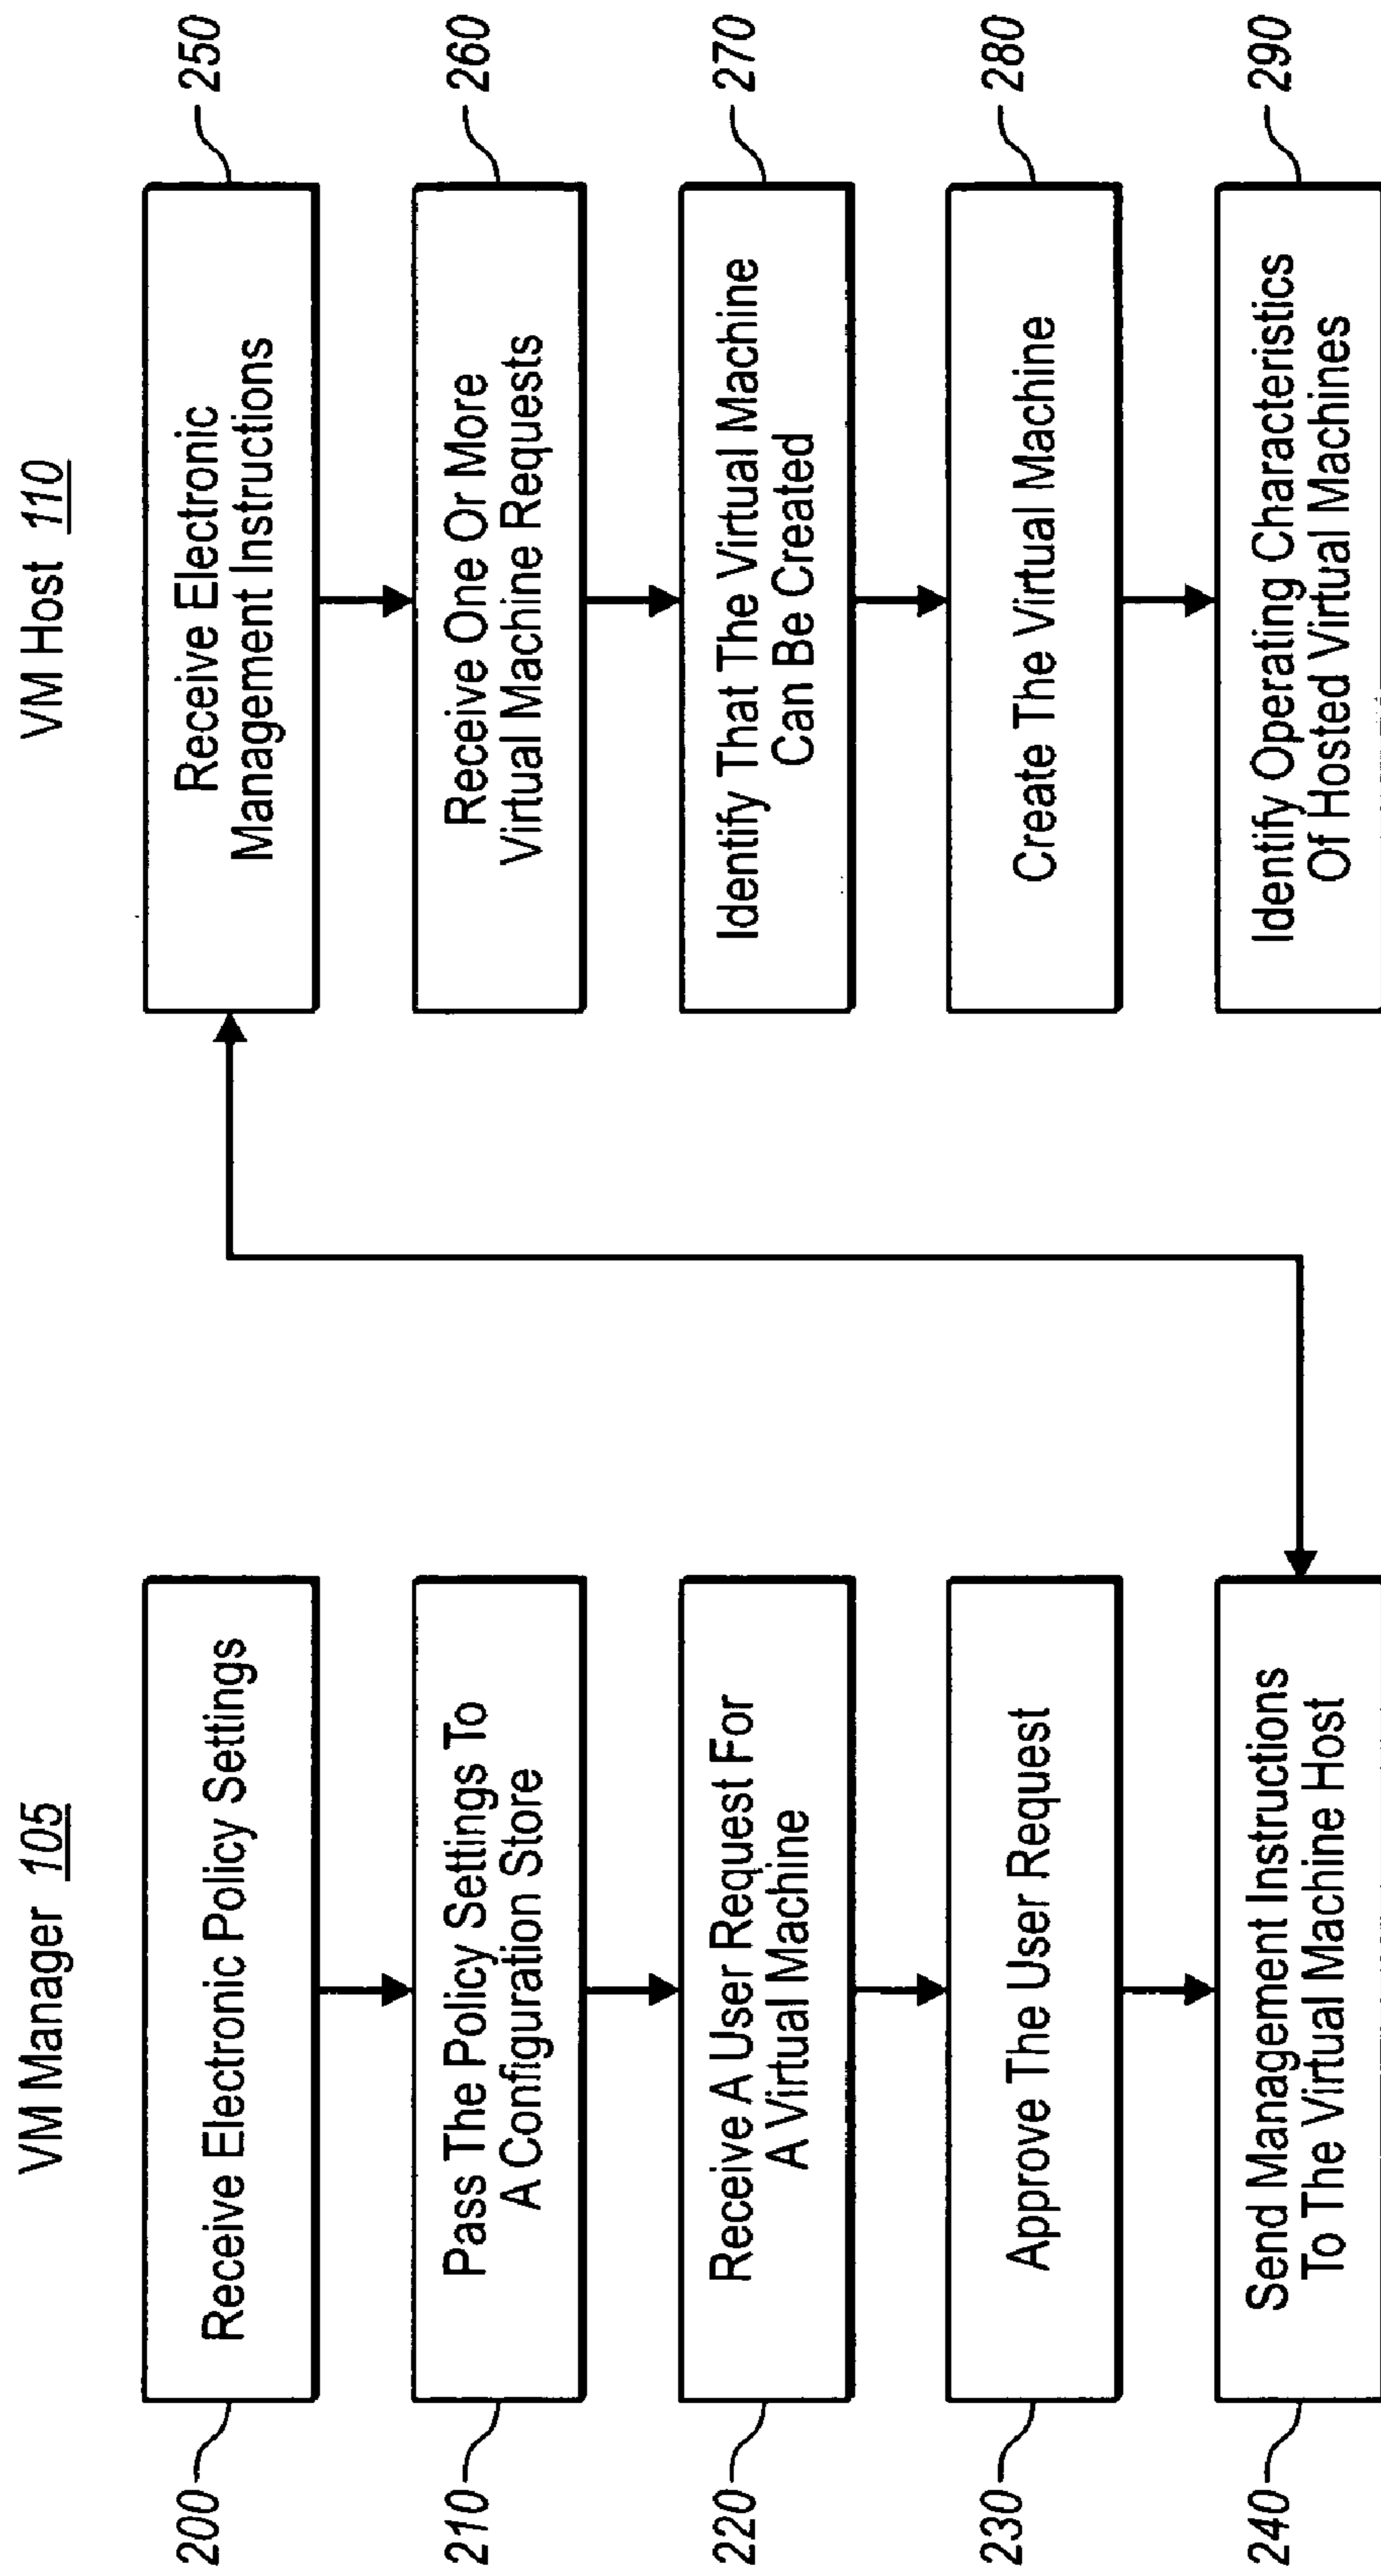 VM Manager 105
200
Receive Electronic Policy Settings
210
Pass The Policy Settings To
A Configuration Store
220
Receive A User Request For
A Virtual Machine
230
Approve The User Request
240
Send Management Instructions
To The Virtual Machine Host
VM Host 110
250
Receive Electronic
Management Instructions
260
Receive One Or More
Virtual Machine Requests
270
Identify That The Virtual Machine
Can Be Created
280
Create The Virtual Machine
290
Identify Operating Characteristics
Of Hosted Virtual Machines